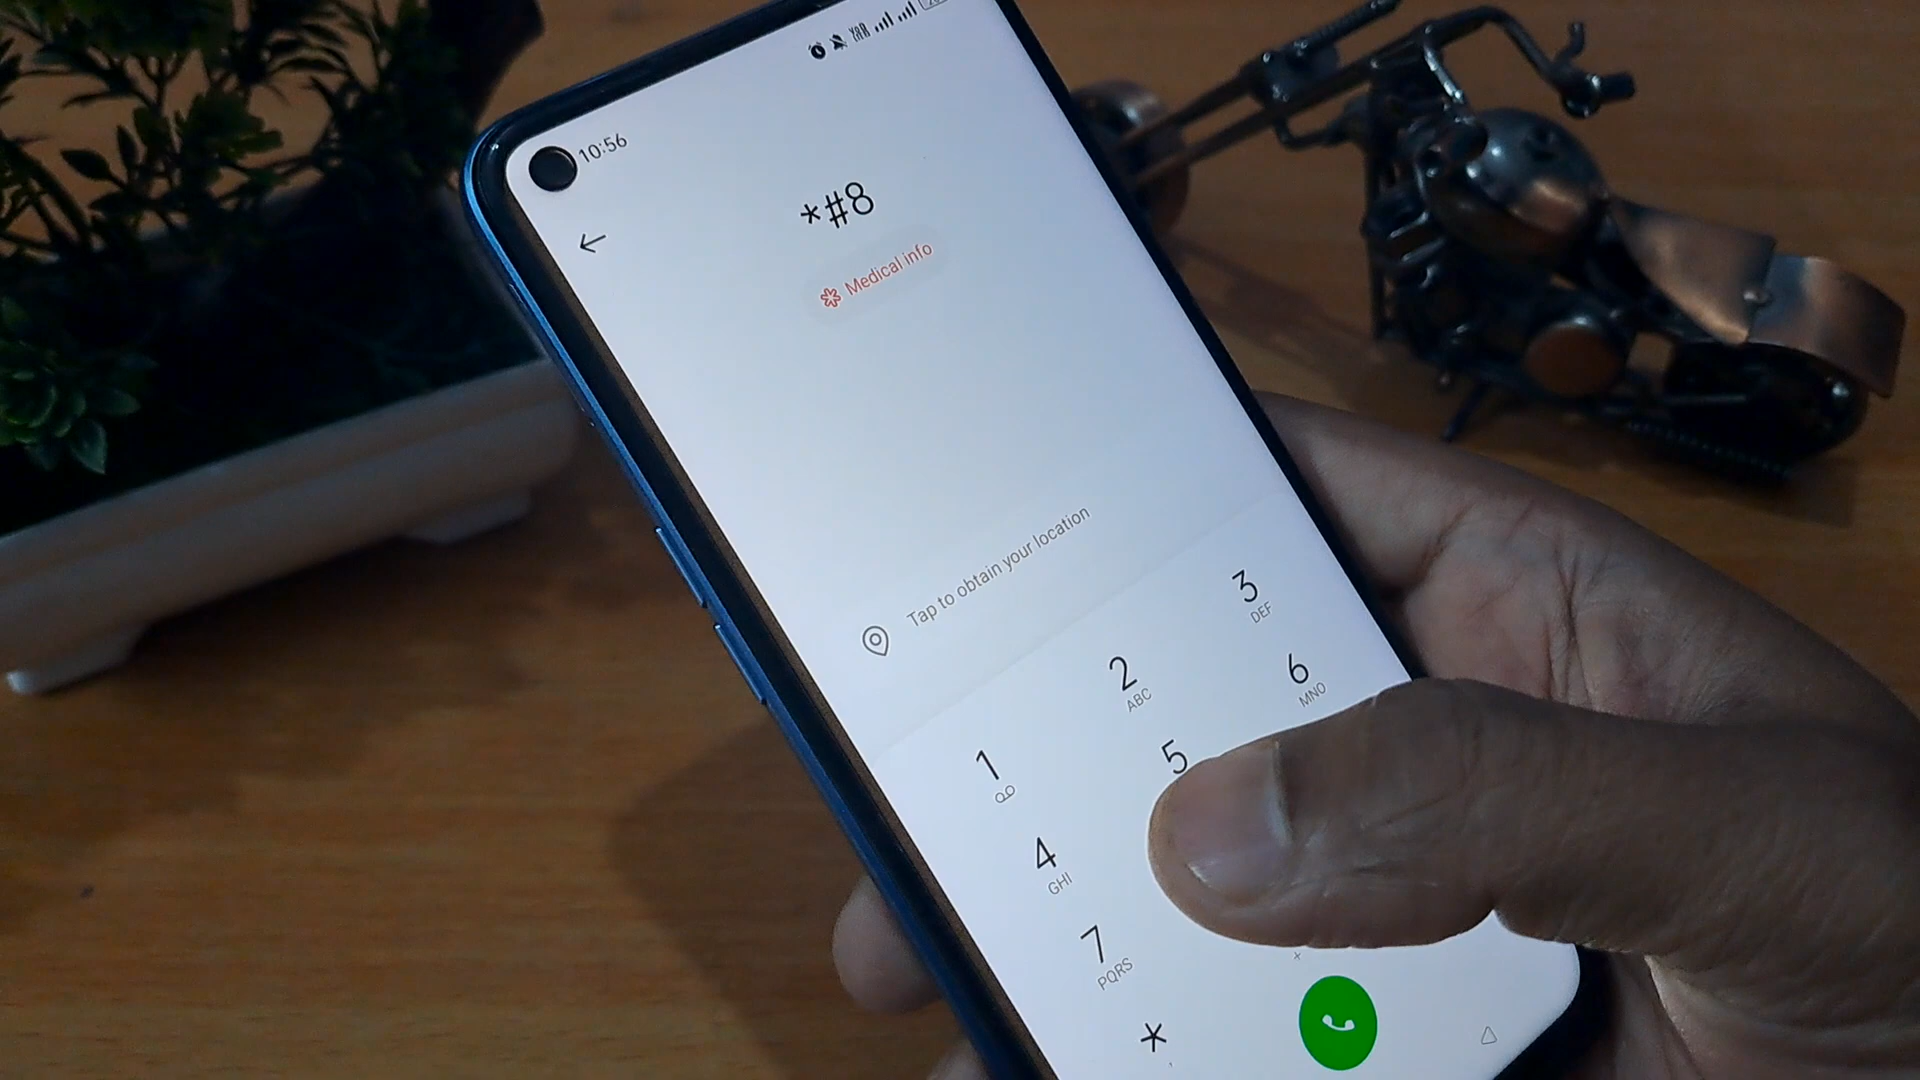 10:56
*#8
Medical info
Tap to obtain your location
1
2
ABC
3
DEF
4
GHI
5
6
MNO
7
PQRS
*
+